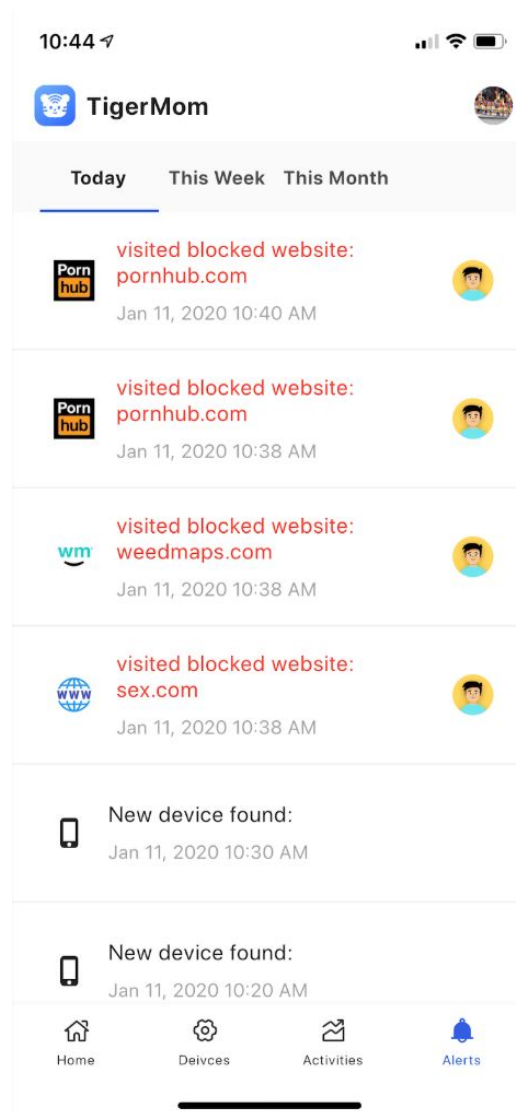 10:44
TigerMom
Today This Week This Month
Porn
hub
visited blocked website:
pornhub.com
Jan 11, 2020 10:40 AM
Porn
hub
visited blocked website:
pornhub.com
Jan 11, 2020 10:38 AM
wm
visited blocked website:
weedmaps.com
Jan 11, 2020 10:38 AM
www
visited blocked website:
sex.com
Jan 11, 2020 10:38 AM
New device found:
Jan 11, 2020 10:30 AM
New device found:
Jan 11, 2020 10:20 AM
Home Deivces Activities Alerts